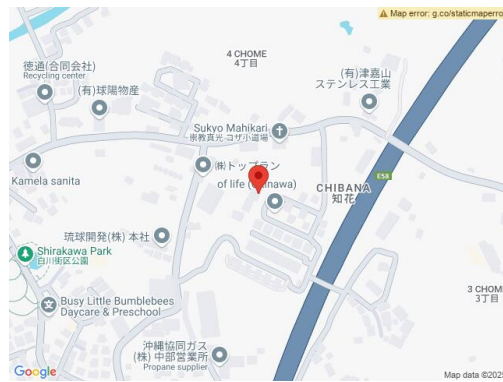 Map error: g.co/staticmaperro
徳通(合同会社)
Recycling center
(有)球陽物産
4 CHOME
4丁目
(有)津嘉山
ステンレス工業
Sukyo Mahikari
崇教真光 コザ小道場
Kamela sanita
㈱トップラン
of life (Okinawa)
E58
CHIBANA
知花
琉球開発(株) 本社
Shirakawa Park
白川街区公園
Busy Little Bumblebees
Daycare & Preschool
3 CHOM
3丁目
沖縄協同ガス
(株) 中部営業所
Propane supplier
Google
Map data ©2025